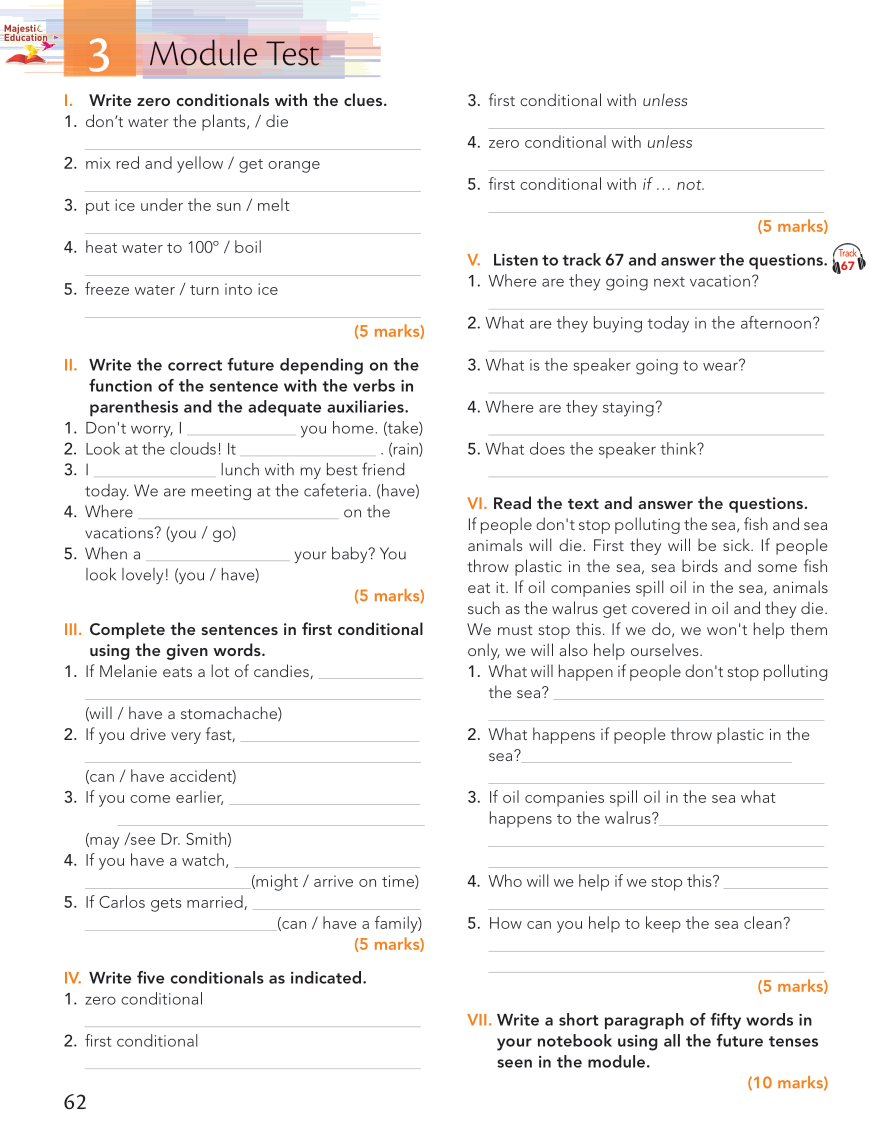 Majestic
Education
3 Module Test
I. Write zero conditionals with the clues.
1. don’t water the plants, / die
2. mix red and yellow / get orange
3. put ice under the sun / melt
4. heat water to 100º / boil
5. freeze water / turn into ice
(5 marks)
II. Write the correct future depending on the
function of the sentence with the verbs in
parenthesis and the adequate auxiliaries.
1. Don't worry, I ____________ you home. (take)
2. Look at the clouds! It ________________ . (rain)
3. I ______________ lunch with my best friend
today. We are meeting at the cafeteria. (have)
4. Where _______________________ on the
vacations? (you / go)
5. When a _________________ your baby? You
look lovely! (you / have)
(5 marks)
III. Complete the sentences in first conditional
using the given words.
1. If Melanie eats a lot of candies, ____________
(will / have a stomachache)
2. If you drive very fast, _____________________
(can / have accident)
3. If you come earlier, ______________________
(may /see Dr. Smith)
4. If you have a watch, ______________________
___________________(might / arrive on time)
5. If Carlos gets married, ____________________
______________________(can / have a family)
(5 marks)
IV. Write five conditionals as indicated.
1. zero conditional
2. first conditional
62
3. first conditional with unless
4. zero conditional with unless
5. first conditional with if … not.
(5 marks)
V. Listen to track 67 and answer the questions.
Track
67
1. Where are they going next vacation?
2. What are they buying today in the afternoon?
3. What is the speaker going to wear?
4. Where are they staying?
5. What does the speaker think?
VI. Read the text and answer the questions.
If people don't stop polluting the sea, fish and sea
animals will die. First they will be sick. If people
throw plastic in the sea, sea birds and some fish
eat it. If oil companies spill oil in the sea, animals
such as the walrus get covered in oil and they die.
We must stop this. If we do, we won't help them
only, we will also help ourselves.
1. What will happen if people don't stop polluting
the sea? _______________________________
2. What happens if people throw plastic in the
sea?_______________________________
3. If oil companies spill oil in the sea what
happens to the walrus?____________________
4. Who will we help if we stop this? ____________
5. How can you help to keep the sea clean?
(5 marks)
VII. Write a short paragraph of fifty words in
your notebook using all the future tenses
seen in the module.
(10 marks)